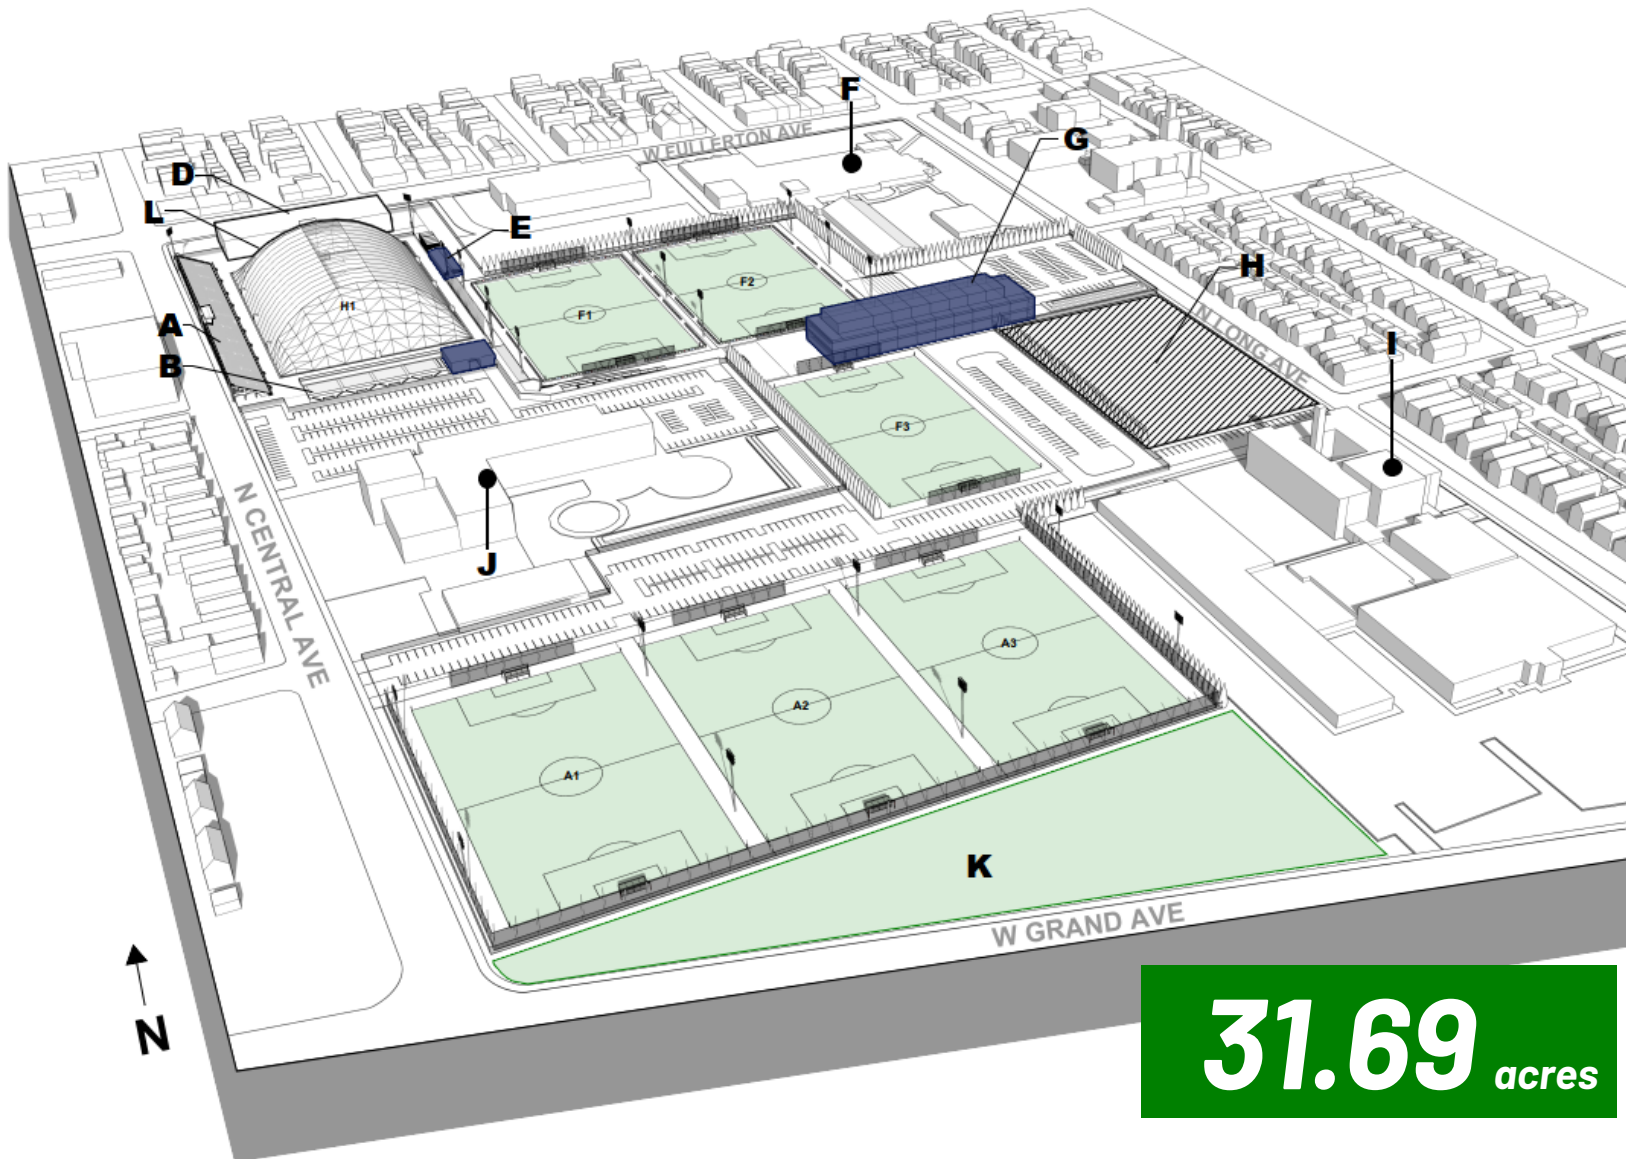 F
W FULLERTON AVE
G
D
L
E
H
F2
H1
F1
A
N LONG AVE
I
B
F3
J
N CENTRAL AVE
A3
A2
A1
K
W GRAND AVE
N
31.69 acres